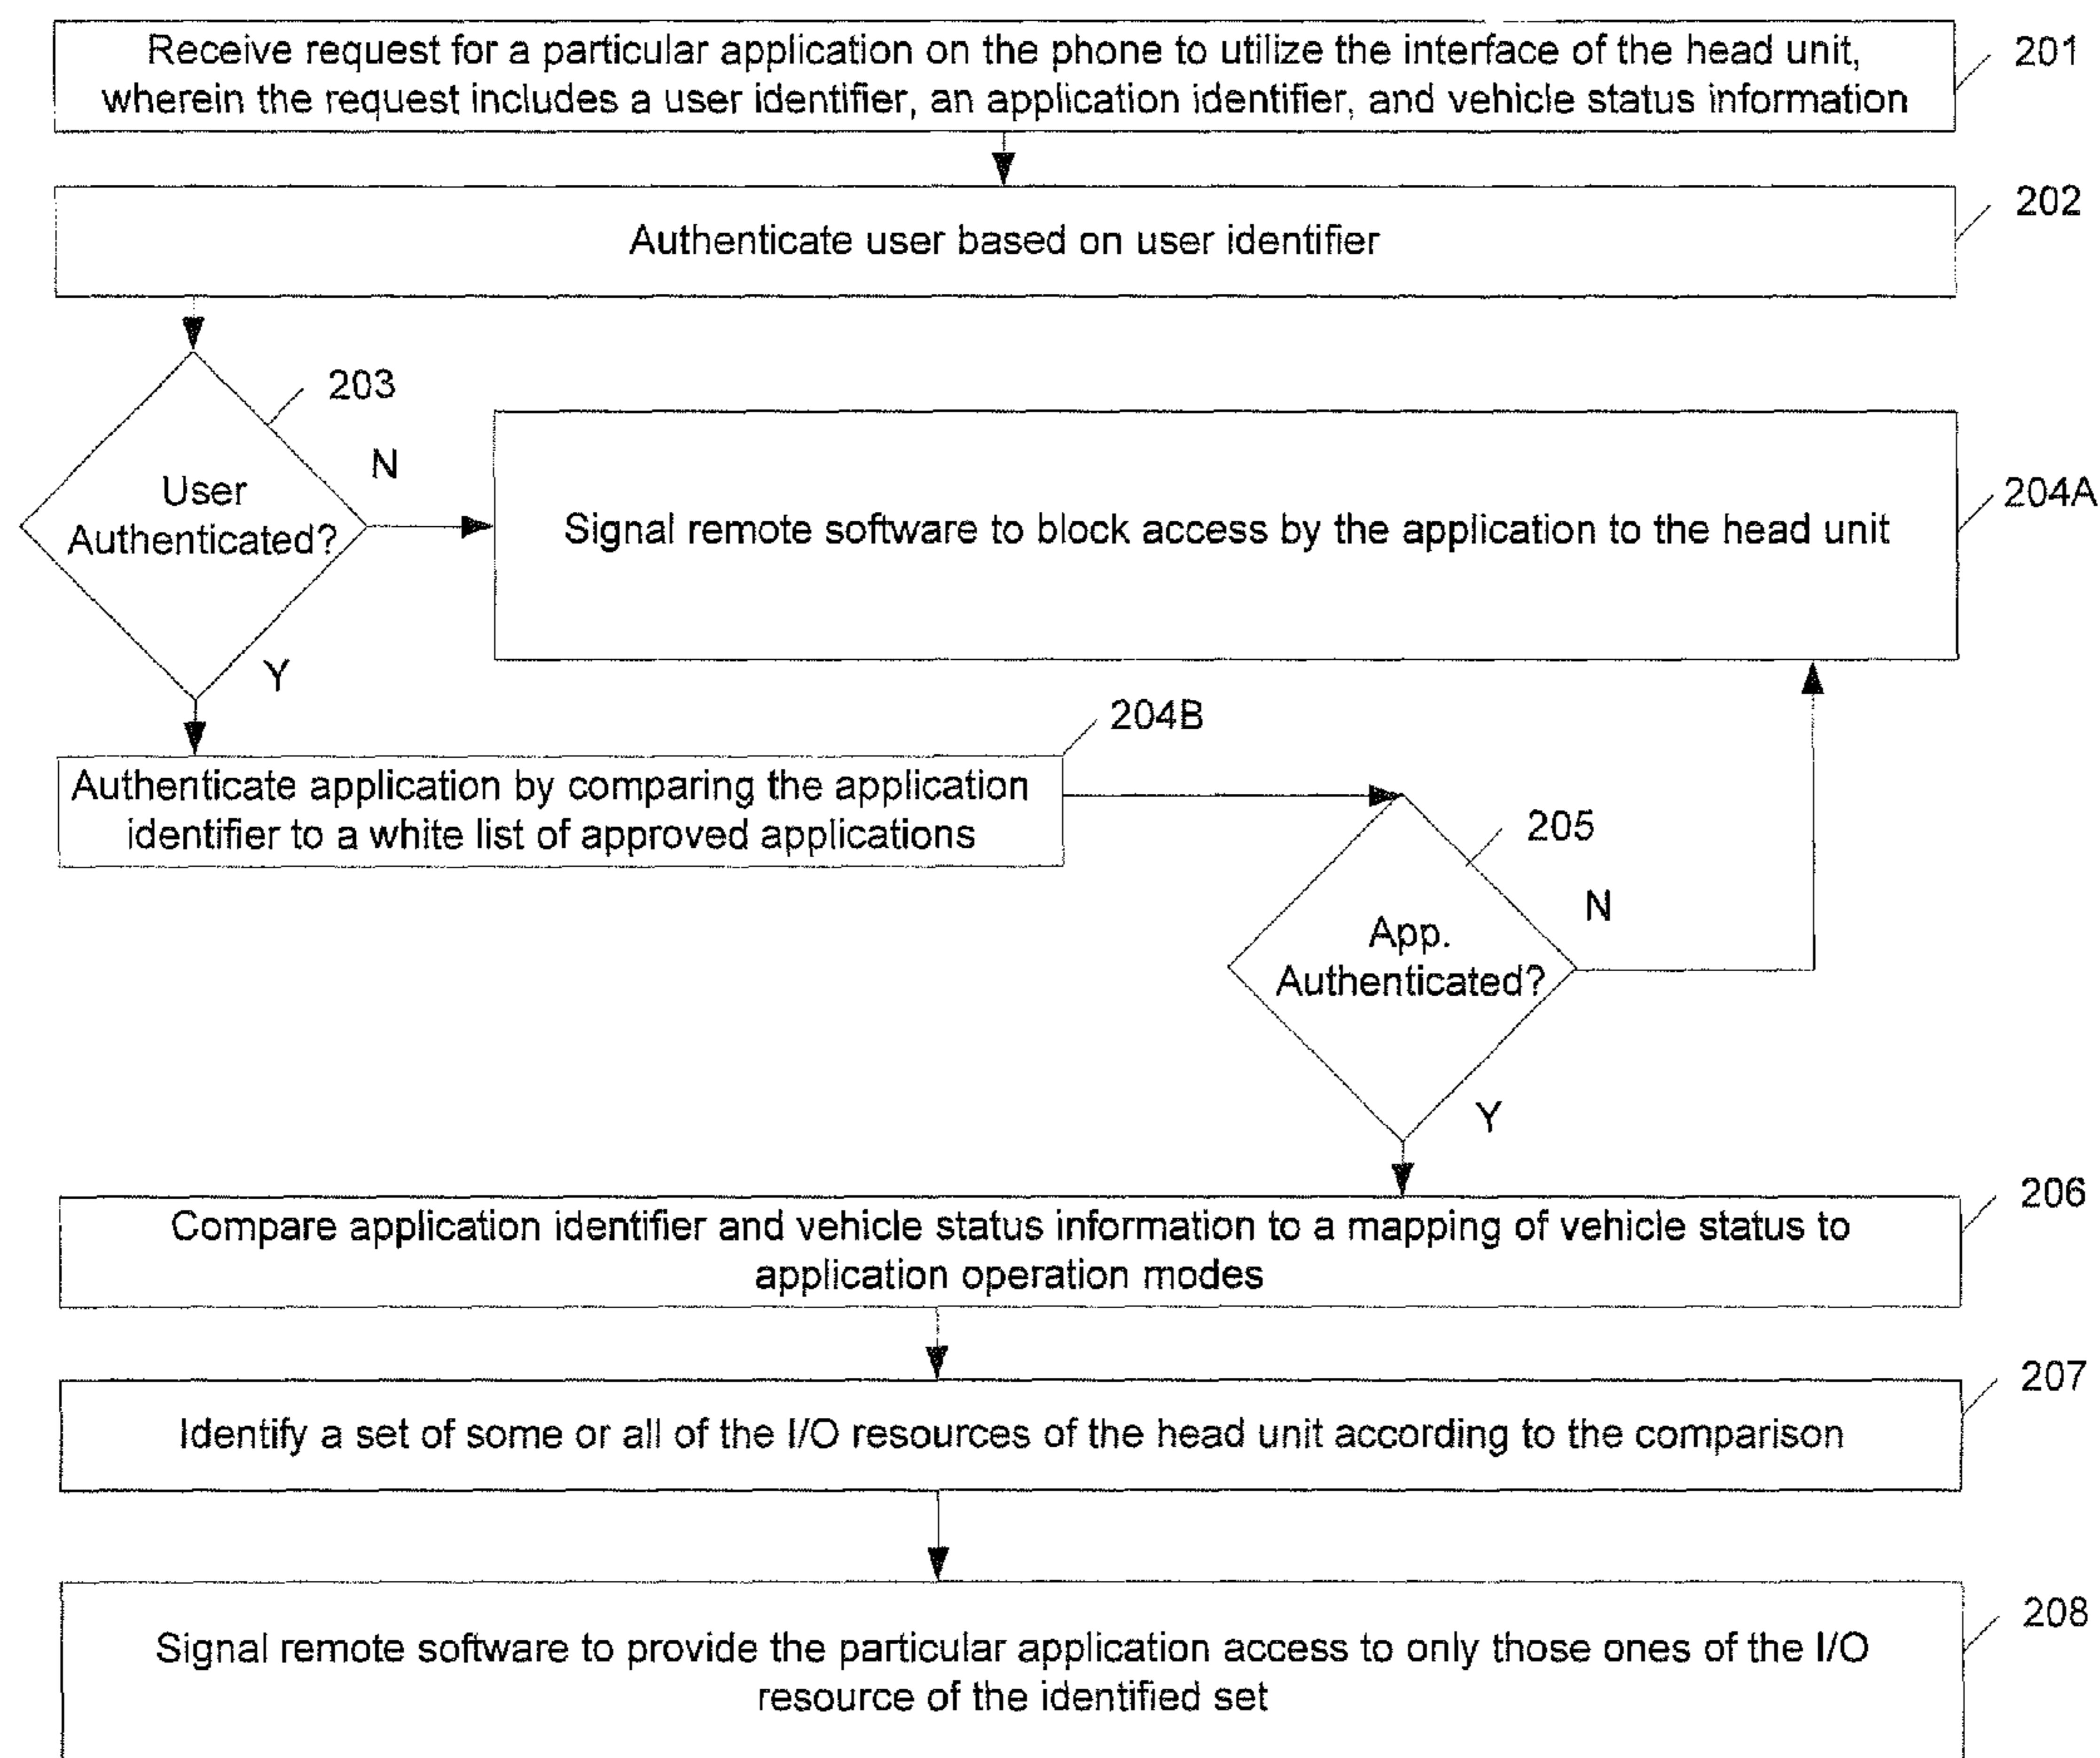 Receive request for a particular application on the phone to utilize the interface of the head unit,
wherein the request includes a user identifier, an application identifier, and vehicle status information
201
202
Authenticate user based on user identifier
203
N
User
Authenticated?
Y
204A
Signal remote software to block access by the application to the head unit
204B
Authenticate application by comparing the application
identifier to a white list of approved applications
205
N
App.
Authenticated?
Y
206
Compare application identifier and vehicle status information to a mapping of vehicle status to
application operation modes
207
Identify a set of some or all of the I/O resources of the head unit according to the comparison
208
Signal remote software to provide the particular application access to only those ones of the I/O
resource of the identified set